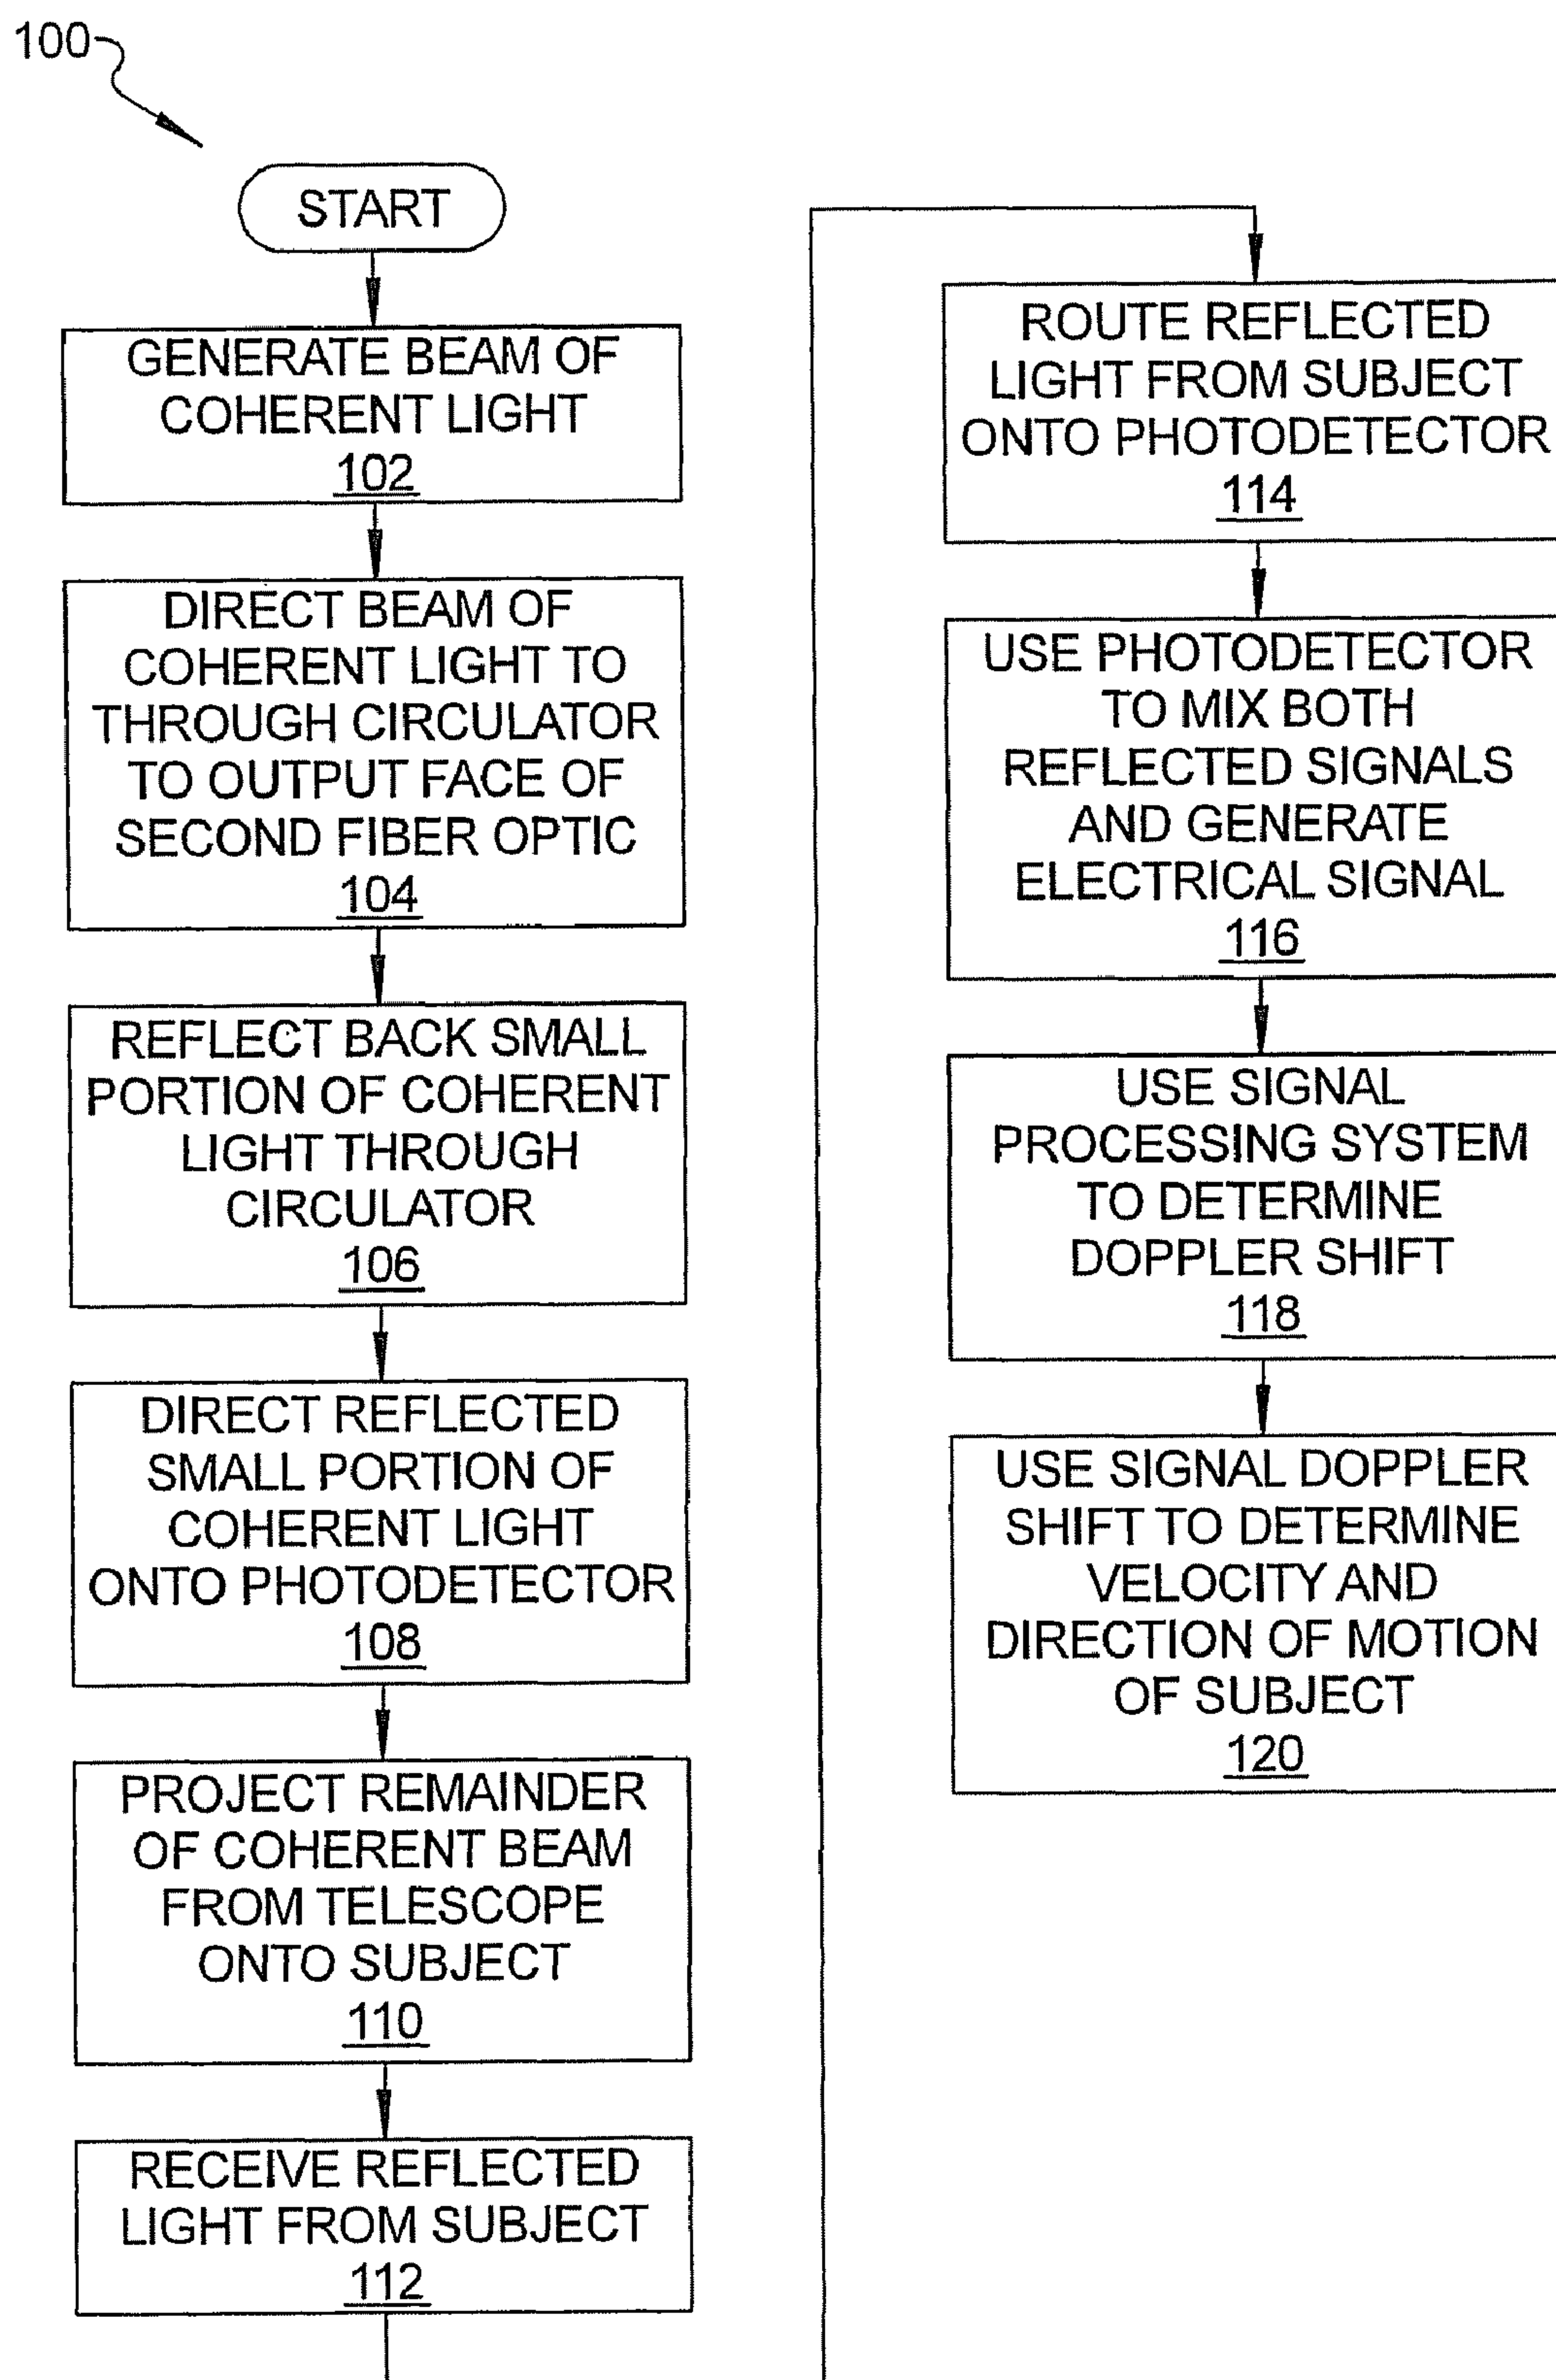 100
START
GENERATE BEAM OF
COHERENT LIGHT
102
DIRECT BEAM OF
COHERENT LIGHT TO
THROUGH CIRCULATOR
TO OUTPUT FACE OF
SECOND FIBER OPTIC
104
REFLECT BACK SMALL
PORTION OF COHERENT
LIGHT THROUGH
CIRCULATOR
106
DIRECT REFLECTED
SMALL PORTION OF
COHERENT LIGHT
ONTO PHOTODETECTOR
108
PROJECT REMAINDER
OF COHERENT BEAM
FROM TELESCOPE
ONTO SUBJECT
110
RECEIVE REFLECTED
LIGHT FROM SUBJECT
112
ROUTE REFLECTED
LIGHT FROM SUBJECT
ONTO PHOTODETECTOR
114
USE PHOTODETECTOR
TO MIX BOTH
REFLECTED SIGNALS
AND GENERATE
ELECTRICAL SIGNAL
116
USE SIGNAL
PROCESSING SYSTEM
TO DETERMINE
DOPPLER SHIFT
118
USE SIGNAL DOPPLER
SHIFT TO DETERMINE
VELOCITY AND
DIRECTION OF MOTION
OF SUBJECT
120